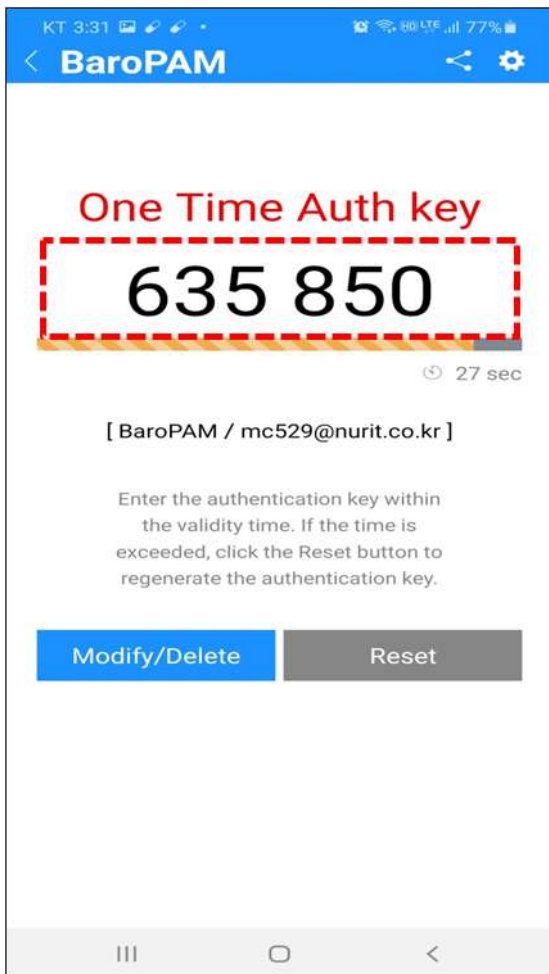 KT 3:31 77%
BaroPAM
One Time Auth key
635 850
27 sec
[ BaroPAM / mc529@nurit.co.kr ]
Enter the authentication key within
the validity time. If the time is
exceeded, click the Reset button to
regenerate the authentication key.
Modify/Delete Reset